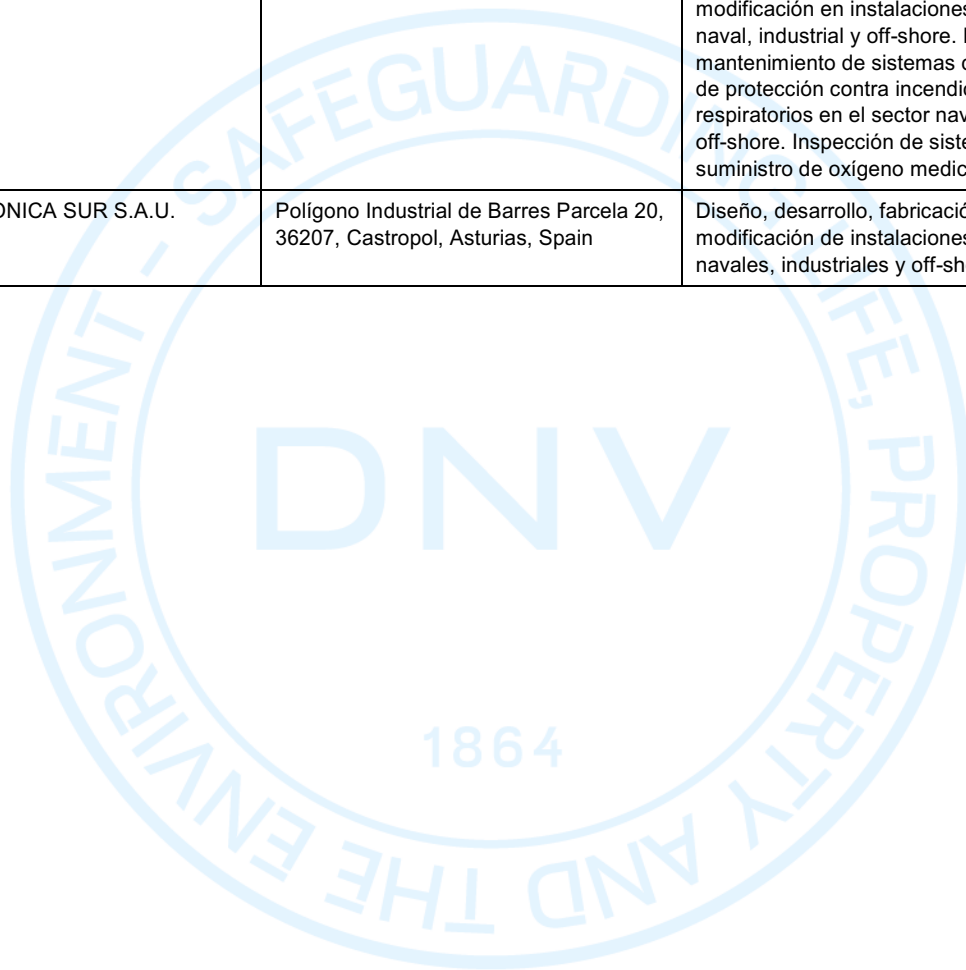 modificación en instalaciones
naval, industrial y off-shore.
mantenimiento de sistemas
de protección contra incendi
respiratorios en el sector nav
off-shore. Inspección de siste
suministro de oxígeno medic
ONICA SUR S.A.U.
Polígono Industrial de Barres Parcela 20,
36207, Castropol, Asturias, Spain
Diseño, desarrollo, fabricació
modificación de instalaciones
navales, industriales y off-sh
SAFEGUARDING LIFE, PROPERTY AND THE ENVIRONMENT -
DNV
1864